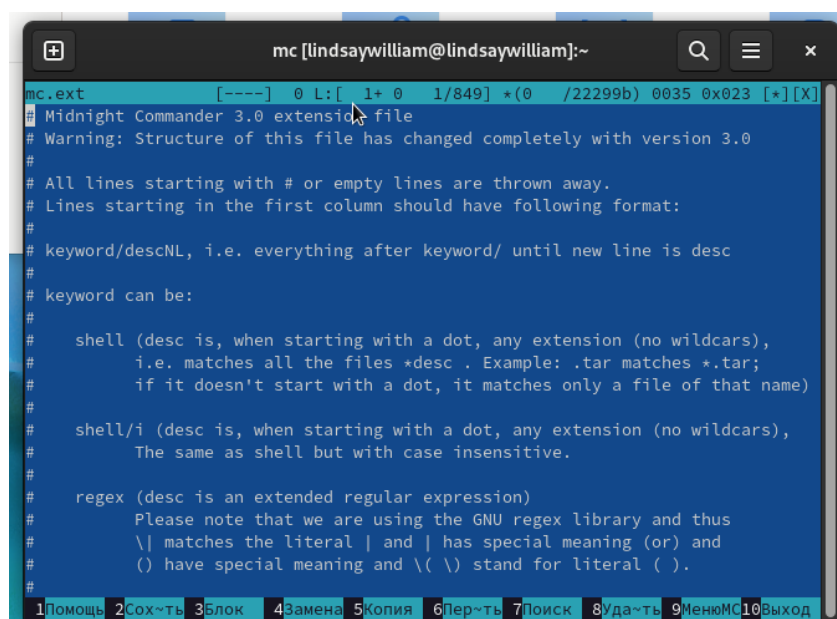 mc [lindsaywilliam@lindsaywilliam]:~
mc.ext [----] 0 L:[ 1+ 0 1/849] *(0 /22299b) 0035 0x023 [*][X]
# Midnight Commander 3.0 extension file
# Warning: Structure of this file has changed completely with version 3.0
#
# All lines starting with # or empty lines are thrown away.
# Lines starting in the first column should have following format:
#
# keyword/descNL, i.e. everything after keyword/ until new line is desc
#
# keyword can be:
#
# shell (desc is, when starting with a dot, any extension (no wildcars),
# i.e. matches all the files *desc . Example: .tar matches *.tar;
# if it doesn't start with a dot, it matches only a file of that name)
#
# shell/i (desc is, when starting with a dot, any extension (no wildcars),
# The same as shell but with case insensitive.
#
# regex (desc is an extended regular expression)
# Please note that we are using the GNU regex library and thus
# \| matches the literal | and | has special meaning (or) and
# () have special meaning and \( \) stand for literal ( ).
#
1Помощь 2Сох~ть 3Блок 4Замена 5Копия 6Пер~ть 7Поиск 8Уда~ть 9МенюMC 10Выход